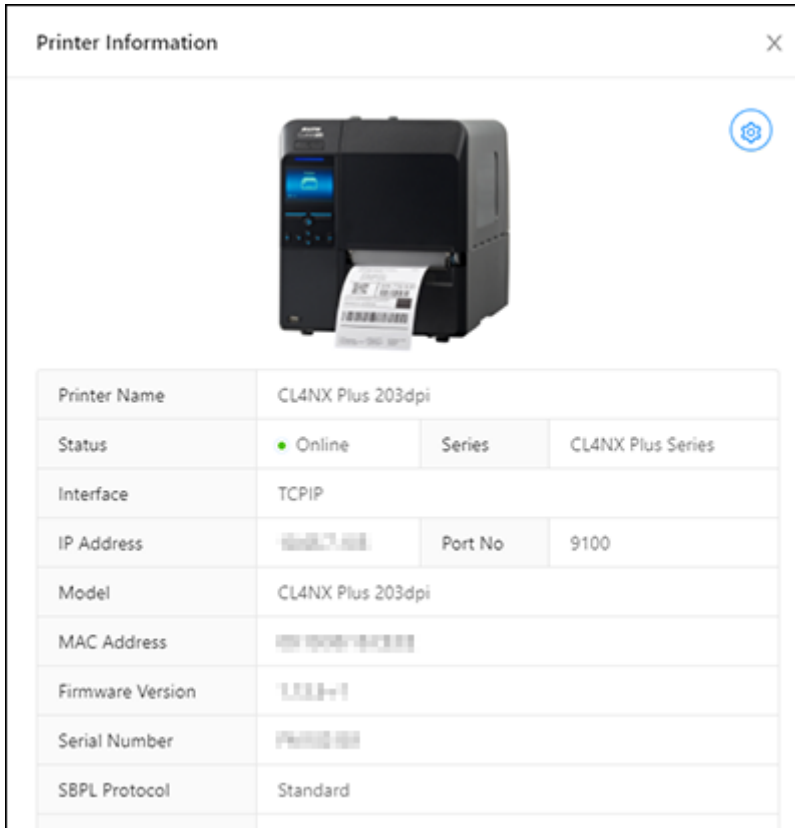 Printer Information
Printer Name CL4NX Plus 203dpi
Status Online Series CL4NX Plus Series
Interface TCPIP
IP Address Port No 9100
Model CL4NX Plus 203dpi
MAC Address
Firmware Version
Serial Number
SBPL Protocol Standard